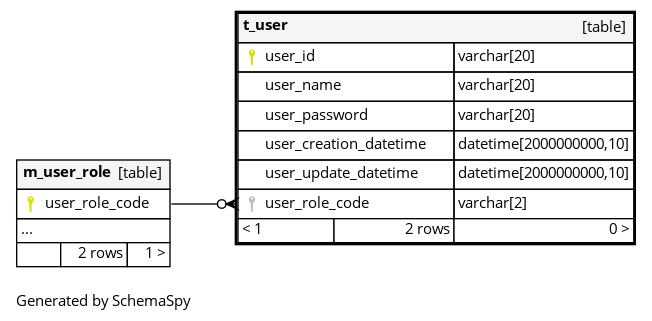 t_user [table]
user_id varchar[20]
user_name varchar[20]
user_password varchar[20]
user_creation_datetime datetime[2000000000,10]
user_update_datetime datetime[2000000000,10]
user_role_code varchar[2]
< 1 2 rows 0 >
m_user_role [table]
user_role_code
...
2 rows 1 >
Generated by SchemaSpy